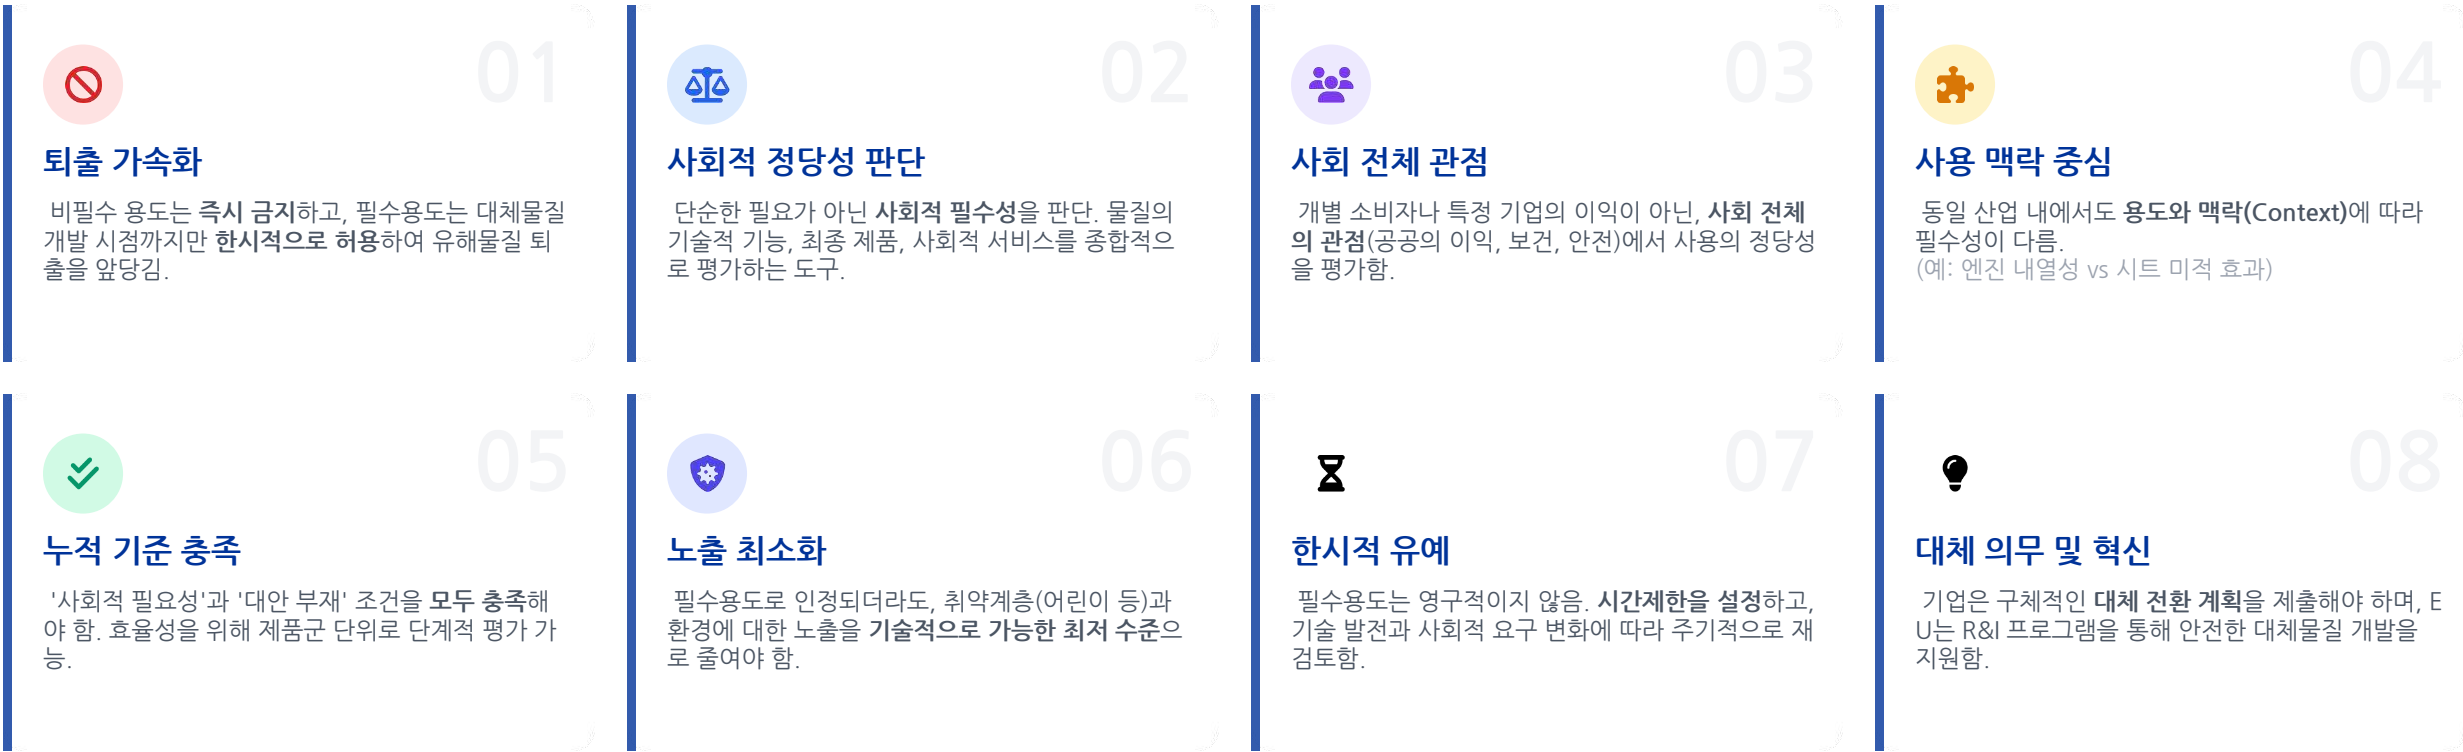 01
퇴출 가속화
비필수 용도는 즉시 금지하고, 필수용도는 대체물질
개발 시점까지만 한시적으로 허용하여 유해물질 퇴
출을 앞당김.
02
사회적 정당성 판단
단순한 필요가 아닌 사회적 필수성을 판단. 물질의
기술적 기능, 최종 제품, 사회적 서비스를 종합적으
로 평가하는 도구.
03
사회 전체 관점
개별 소비자나 특정 기업의 이익이 아닌, 사회 전체
의 관점(공공의 이익, 보건, 안전)에서 사용의 정당성
을 평가함.
04
사용 맥락 중심
동일 산업 내에서도 용도와 맥락(Context)에 따라
필수성이 다름.
(예: 엔진 내열성 vs 시트 미적 효과)
05
누적 기준 충족
'사회적 필요성'과 '대안 부재' 조건을 모두 충족해
야 함. 효율성을 위해 제품군 단위로 단계적 평가 가
능.
06
노출 최소화
필수용도로 인정되더라도, 취약계층(어린이 등)과
환경에 대한 노출을 기술적으로 가능한 최저 수준으
로 줄여야 함.
07
한시적 유예
필수용도는 영구적이지 않음. 시간제한을 설정하고,
기술 발전과 사회적 요구 변화에 따라 주기적으로 재
검토함.
08
대체 의무 및 혁신
기업은 구체적인 대체 전환 계획을 제출해야 하며, E
U는 R&I 프로그램을 통해 안전한 대체물질 개발을
지원함.